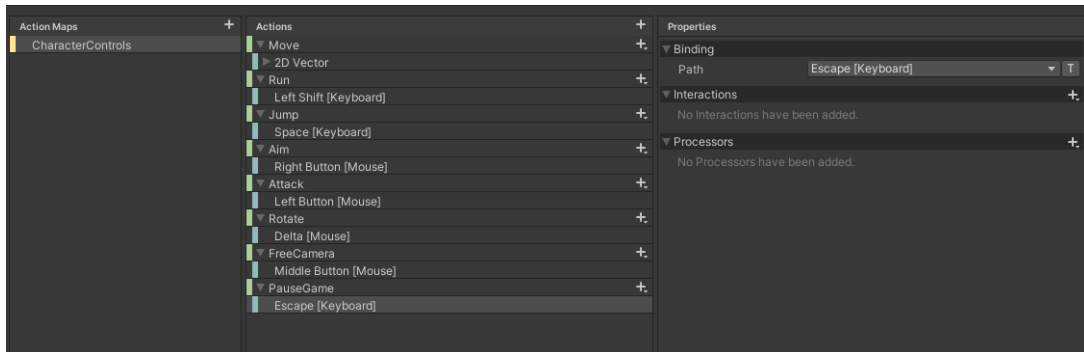 Action Maps
CharacterControls
Actions
Move
2D Vector
Run
Left Shift [Keyboard]
Jump
Space [Keyboard]
Aim
Right Button [Mouse]
Attack
Left Button [Mouse]
Rotate
Delta [Mouse]
FreeCamera
Middle Button [Mouse]
PauseGame
Escape [Keyboard]
Properties
Binding
Path Escape [Keyboard] T
Interactions
No Interactions have been added.
Processors
No Processors have been added.